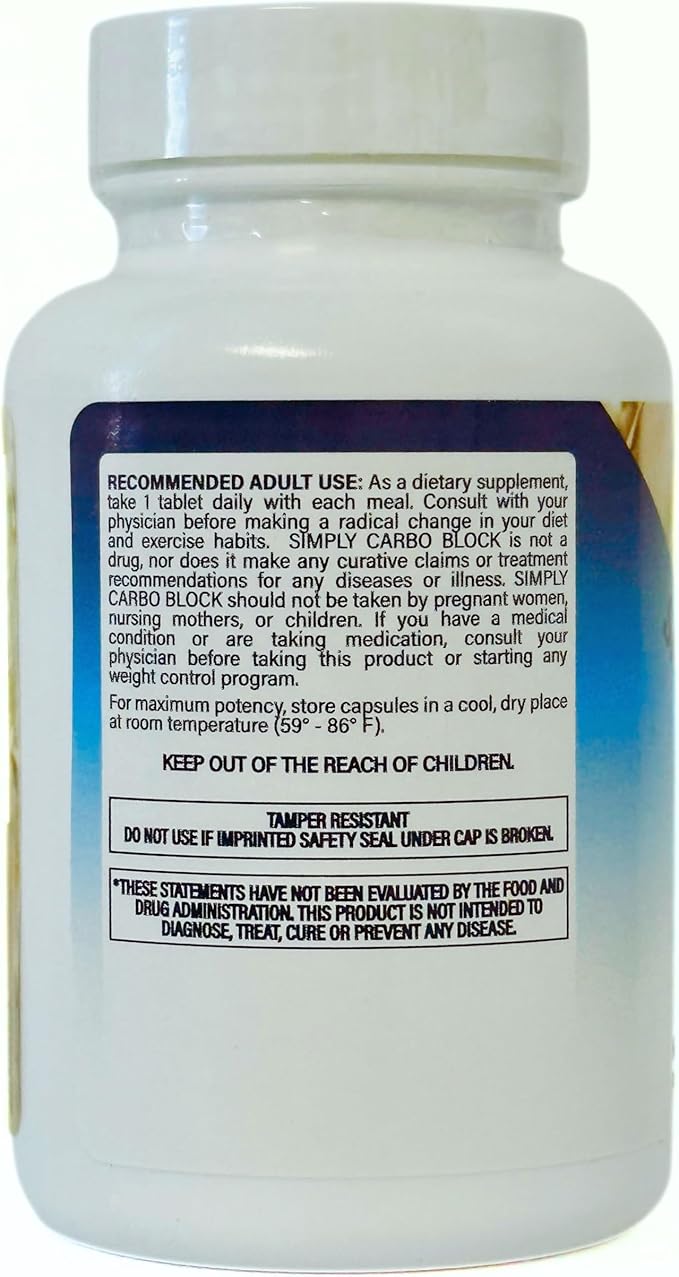 RECOMMENDED ADULT USE: As a dietary supplement,
take 1 tablet daily with each meal. Consult with your
physician before making a radical change in your diet
and exercise habits. SIMPLY CARBO BLOCK is not a
drug, nor does it make any curative claims or treatment
recommendations for any diseases or illness. SIMPLY
CARBO BLOCK should not be taken by pregnant women,
nursing mothers, or children. If you have a medical
condition or are taking medication, consult your
physician before taking this product or starting any
weight control program.
For maximum potency, store capsules in a cool, dry place
at room temperature (59° - 86° F).
KEEP OUT OF THE REACH OF CHILDREN.
TAMPER RESISTANT
DO NOT USE IF IMPRINTED SAFETY SEAL UNDER CAP IS BROKEN.
*THESE STATEMENTS HAVE NOT BEEN EVALUATED BY THE FOOD AND
DRUG ADMINISTRATION. THIS PRODUCT IS NOT INTENDED TO
DIAGNOSE, TREAT, CURE OR PREVENT ANY DISEASE.